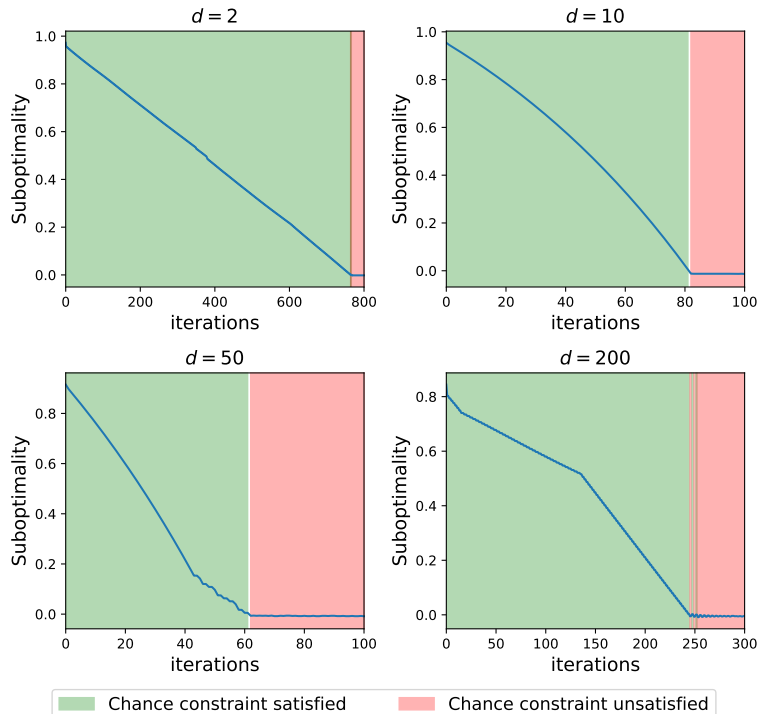 d = 2
d = 10
Suboptimality
1.0
0.8
0.6
0.4
0.2
0.0
0 200 400 600 800
iterations
Suboptimality
1.0
0.8
0.6
0.4
0.2
0.0
0 20 40 60 80 100
iterations
d = 50
d = 200
Suboptimality
0.8
0.6
0.4
0.2
0.0
0 20 40 60 80 100
iterations
Suboptimality
0.8
0.6
0.4
0.2
0.0
0 50 100 150 200 250 300
iterations
Chance constraint satisfied
Chance constraint unsatisfied